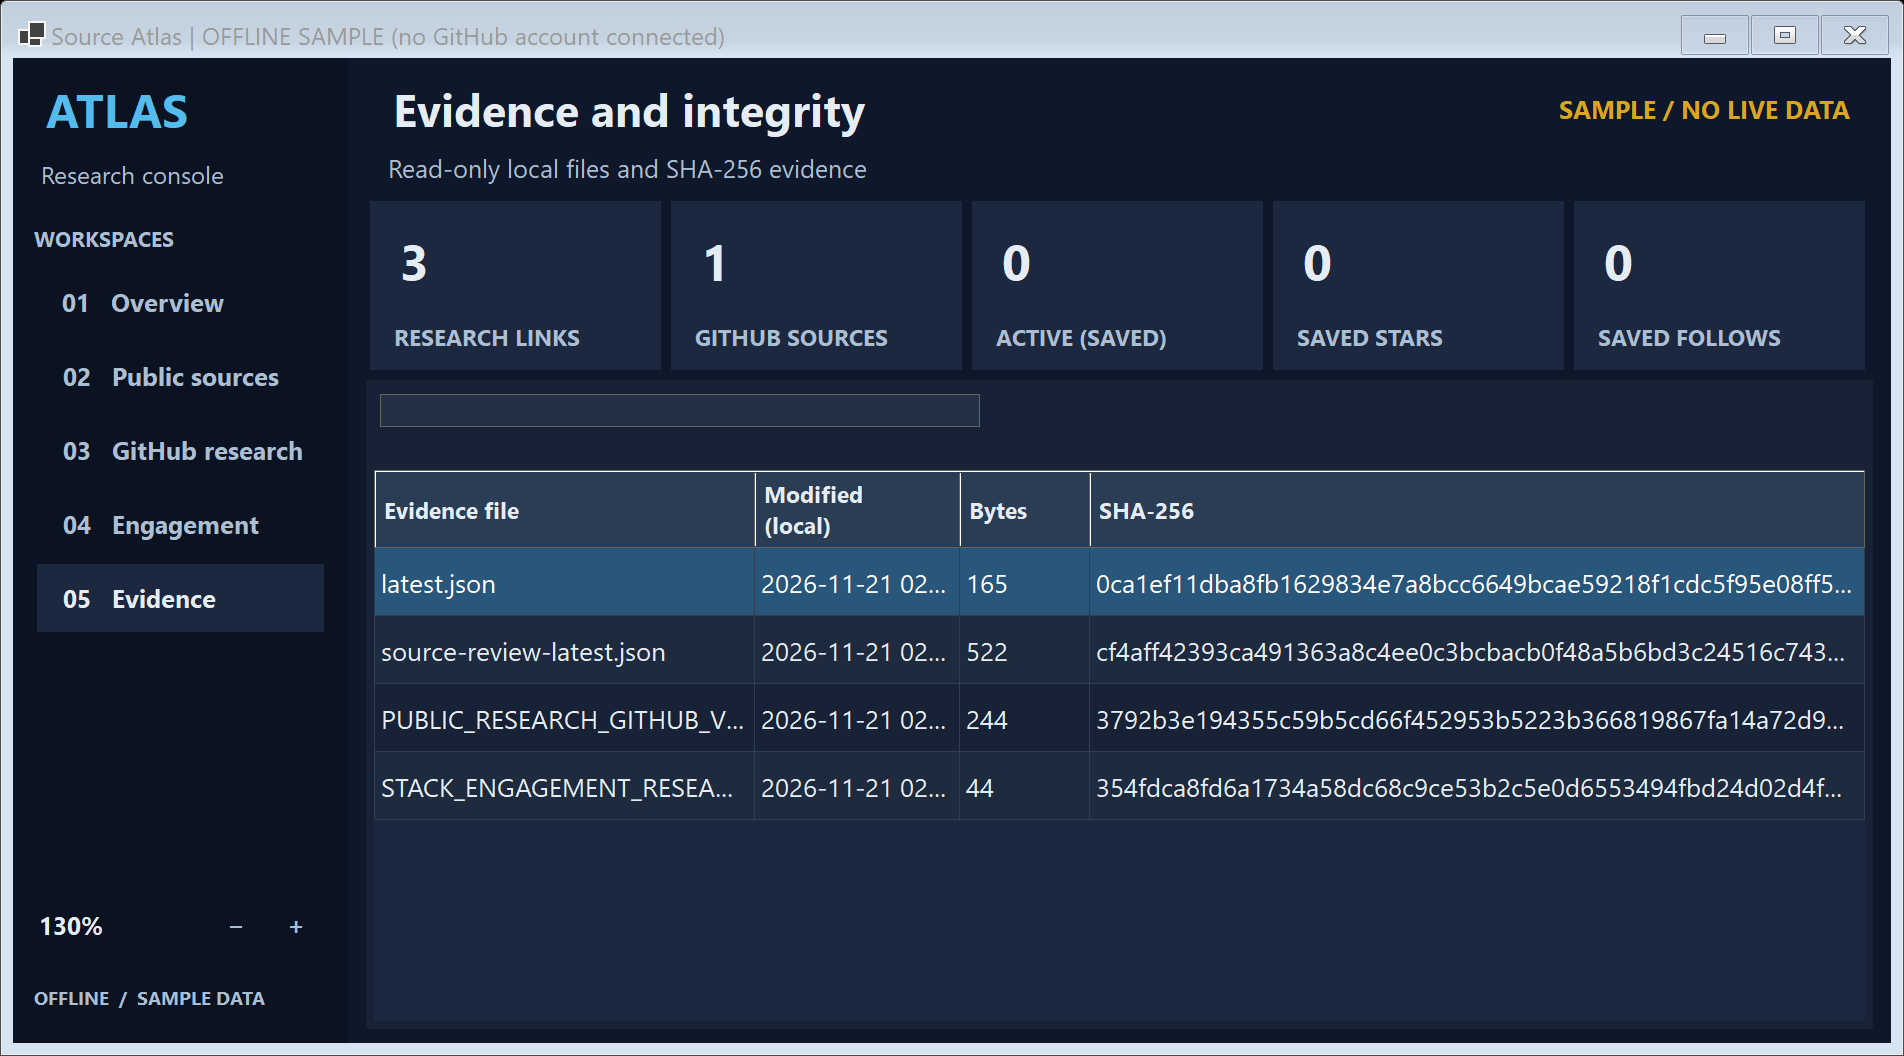 Source Atlas | OFFLINE SAMPLE (no GitHub account connected)
ATLAS
Research console
WORKSPACES
01 Overview
02 Public sources
03 GitHub research
04 Engagement
05 Evidence
130% − +
OFFLINE / SAMPLE DATA
Evidence and integrity
SAMPLE / NO LIVE DATA
Read-only local files and SHA-256 evidence
3
RESEARCH LINKS
1
GITHUB SOURCES
0
ACTIVE (SAVED)
0
SAVED STARS
0
SAVED FOLLOWS
Evidence file Modified (local) Bytes SHA-256
latest.json 2026-11-21 02... 165 0ca1ef11dba8fb1629834e7a8bcc6649bcae59218f1cdc5f95e08ff5...
source-review-latest.json 2026-11-21 02... 522 cf4aff42393ca491363a8c4ee0c3bcbacb0f48a5b6bd3c24516c743...
PUBLIC_RESEARCH_GITHUB_V... 2026-11-21 02... 244 3792b3e194355c59b5cd66f452953b5223b366819867fa14a72d9...
STACK_ENGAGEMENT_RESEA... 2026-11-21 02... 44 354fdca8fd6a1734a58dc68c9ce53b2c5e0d6553494fbd24d02d4f...